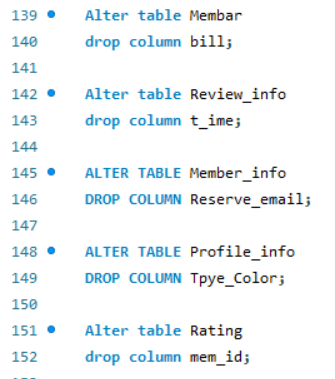 139 Alter table Membar
140 drop column bill;
141
142 Alter table Review_info
143 drop column t_ime;
144
145 ALTER TABLE Member_info
146 DROP COLUMN Reserve_email;
147
148 ALTER TABLE Profile_info
149 DROP COLUMN Tpye_Color;
150
151 Alter table Rating
152 drop column mem_id;